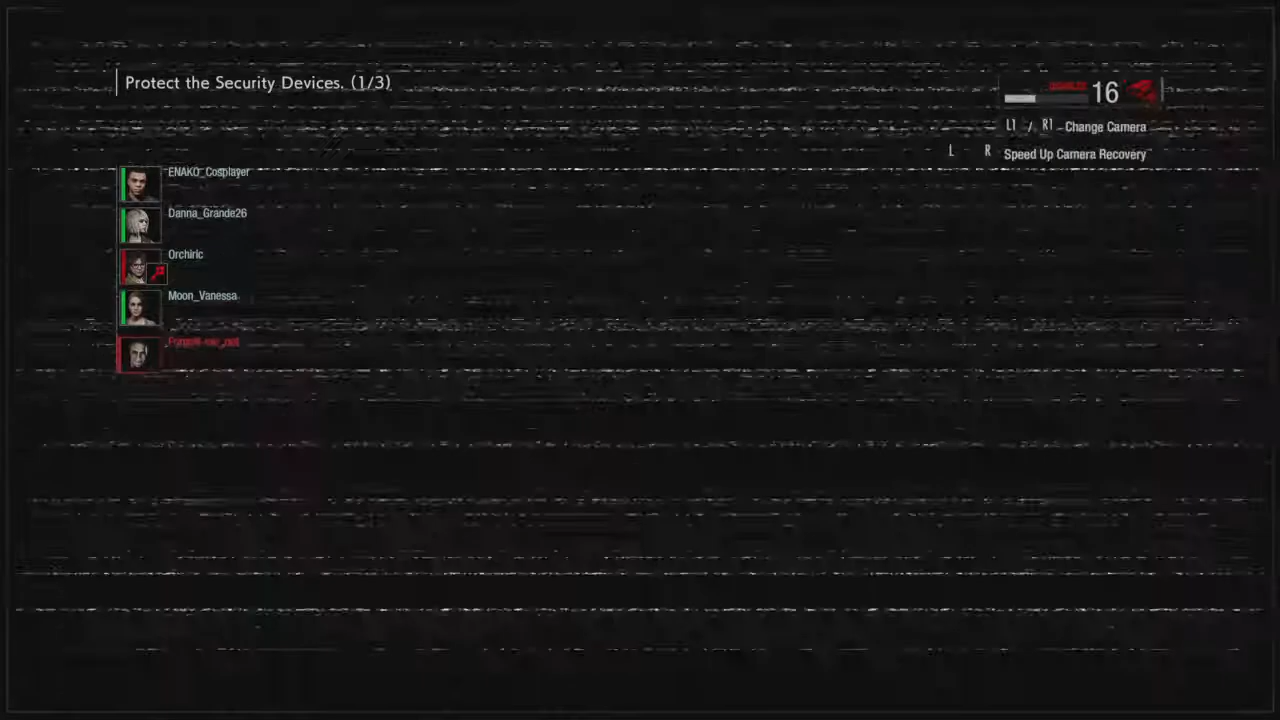 Protect the Security Devices. (1/3)
16
L1 / R1 Change Camera
L R Speed Up Camera Recovery
ENAKO_Cosplayer
Danna_Grande26
Orchiric
Moon_Vanessa